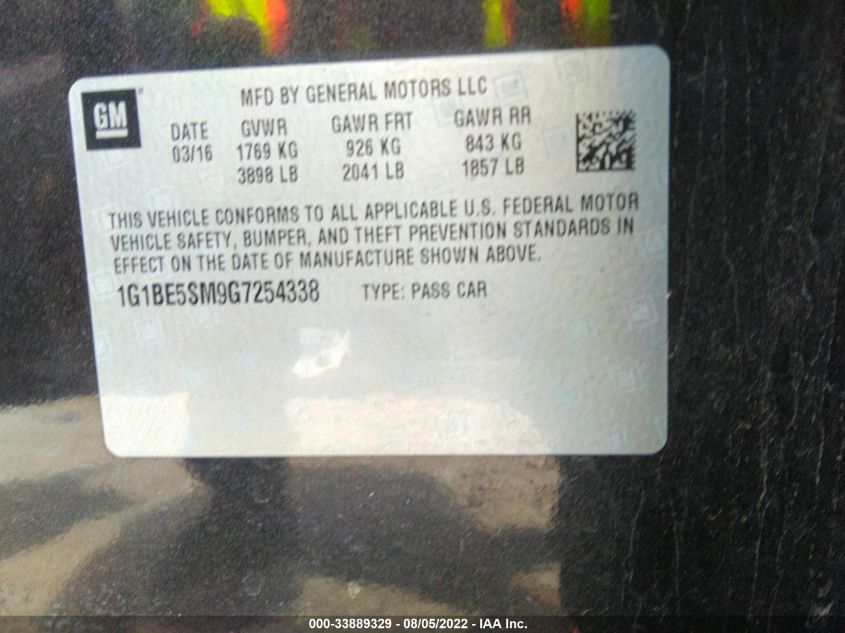 GM ®
MFD BY GENERAL MOTORS LLC
DATE GVWR GAWR FRT GAWR RR
03/16 1769 KG 926 KG 843 KG
3898 LB 2041 LB 1857 LB
THIS VEHICLE CONFORMS TO ALL APPLICABLE U.S. FEDERAL MOTOR
VEHICLE SAFETY, BUMPER, AND THEFT PREVENTION STANDARDS IN
EFFECT ON THE DATE OF MANUFACTURE SHOWN ABOVE.
1G1BE5SM9G7254338 TYPE: PASS CAR
000-33889329 - 08/05/2022 - IAA Inc.